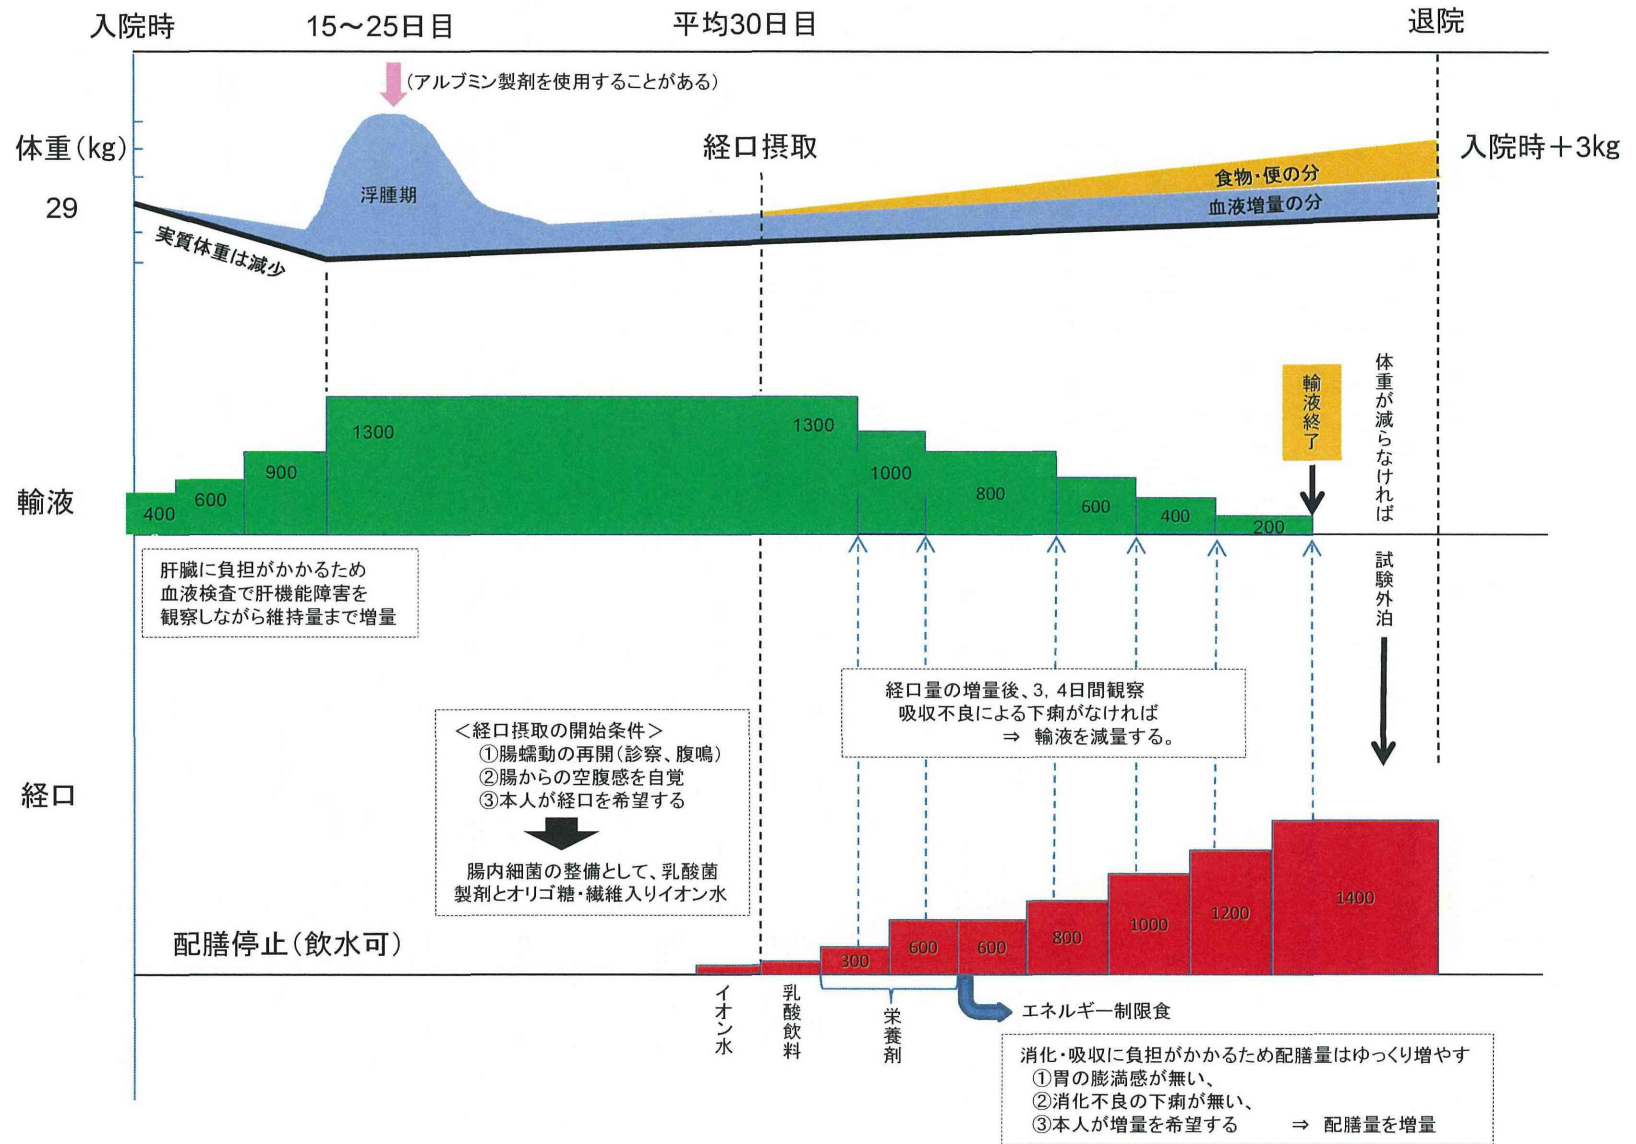 入院時
15～25日目
平均30日目
退院
(アルブミン製剤を使用することがある)
体重(kg)
29
浮腫期
実質体重は減少
経口摂取
食物・便の分
血液増量の分
入院時＋3kg
輸液
400
600
900
1300
1300
1000
800
600
400
200
輸液終了
体重が減らなければ
試験外泊
肝臓に負担がかかるため
血液検査で肝機能障害を
観察しながら維持量まで増量
経口量の増量後、3, 4日間観察
吸収不良による下痢がなければ
⇒ 輸液を減量する。
経口
＜経口摂取の開始条件＞
①腸蠕動の再開(診察、腹鳴)
②腸からの空腹感を自覚
③本人が経口を希望する
腸内細菌の整備として、乳酸菌
製剤とオリゴ糖・繊維入りイオン水
配膳停止(飲水可)
300
600
600
800
1000
1200
1400
イオン水
乳酸飲料
栄養剤
エネルギー制限食
消化・吸収に負担がかかるため配膳量はゆっくり増やす
①胃の膨満感が無い、
②消化不良の下痢が無い、
③本人が増量を希望する ⇒ 配膳量を増量